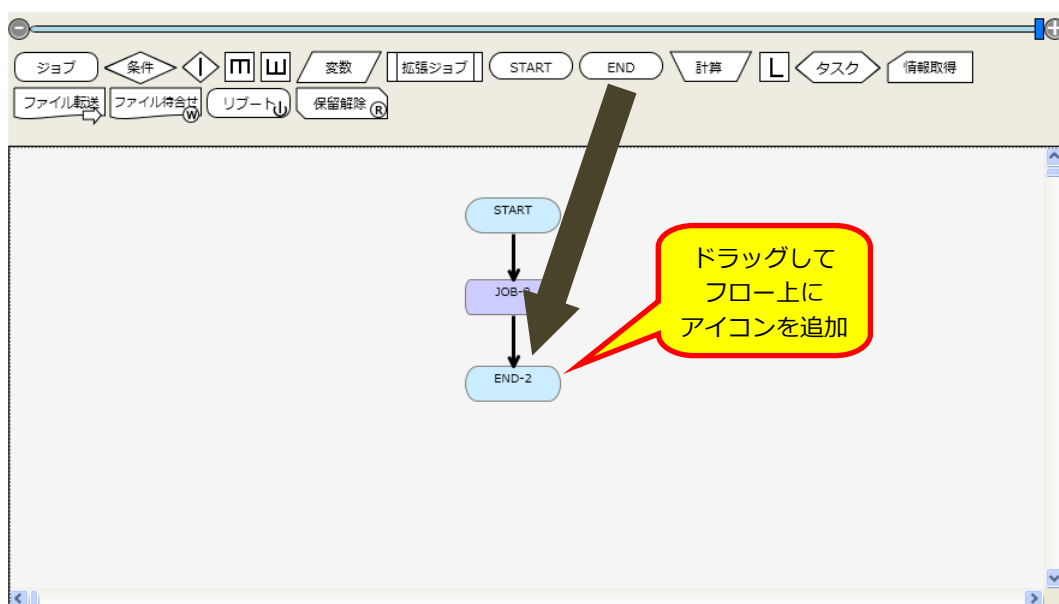 ジョブ 条件 変数 拡張ジョブ START END 計算 L タスク 情報取得
ファイル転送 ファイル待合せ W リブート 保留解除 R
START
ドラッグして
フロー上に
アイコンを追加
END-2